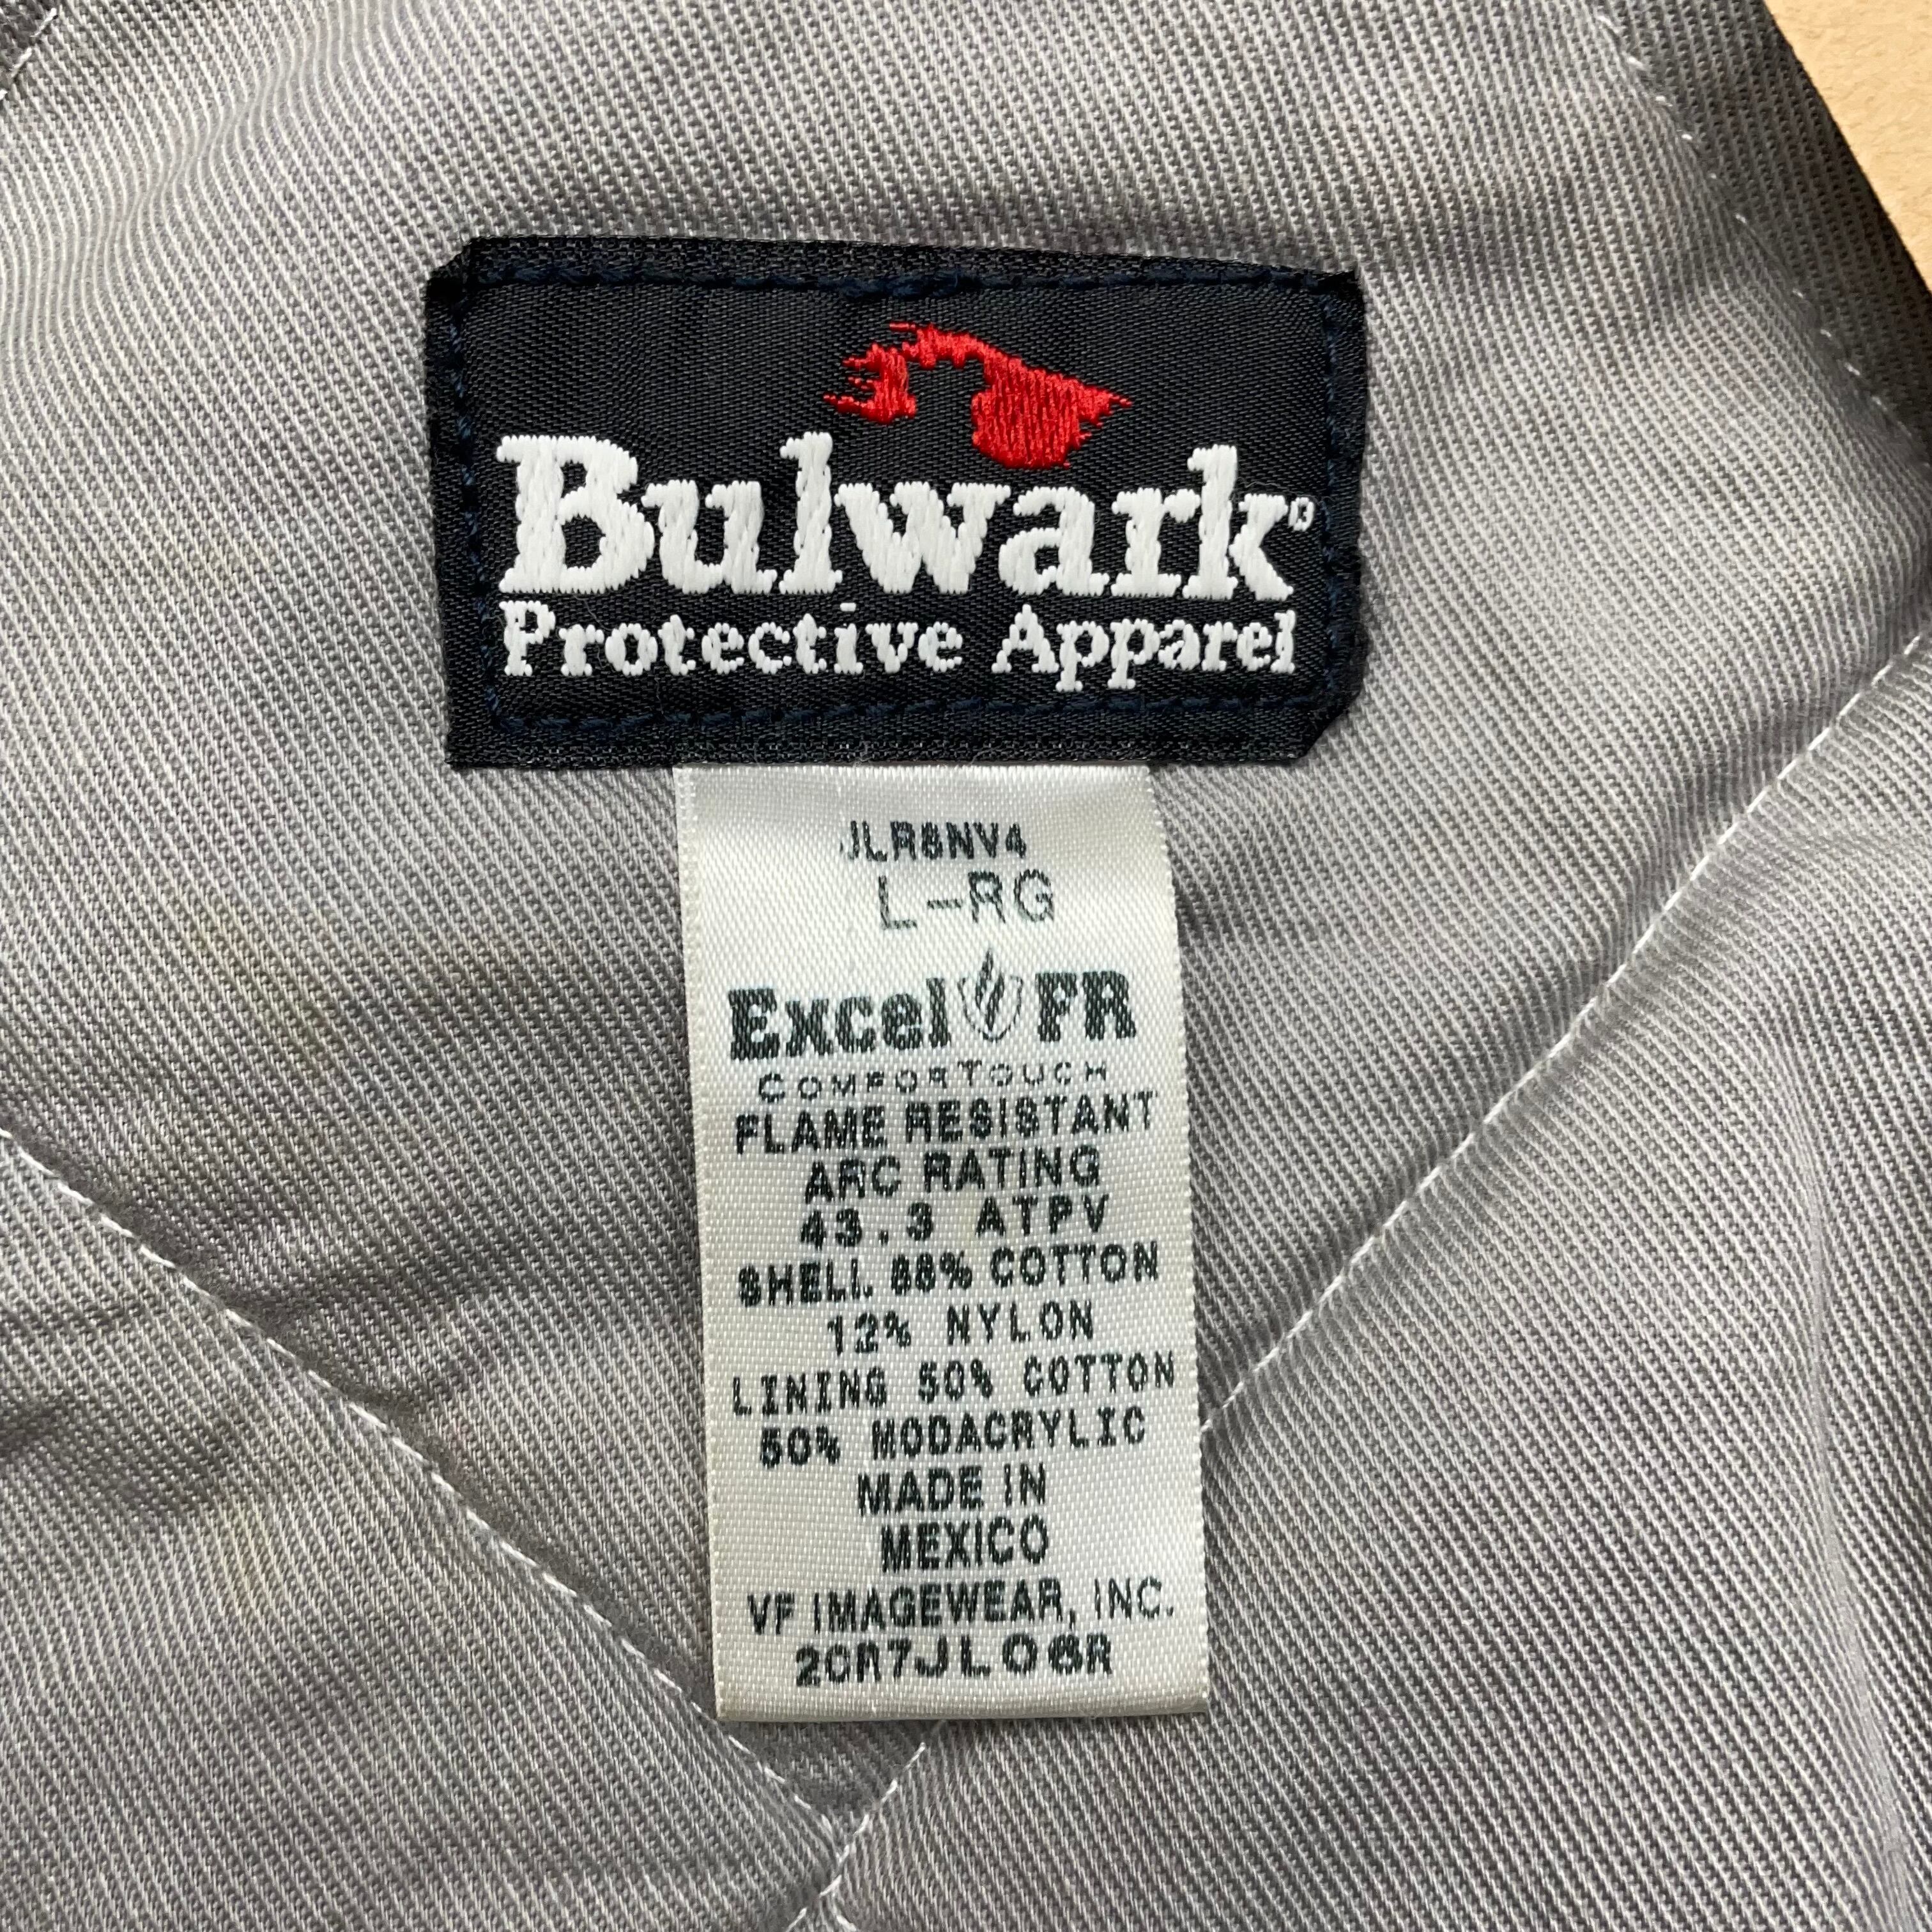 Bulwark®
Protective Apparel
JLR8NV4
L-RG
Excel FR
COMFORTOUCH
FLAME RESISTANT
ARC RATING
43.3 ATPV
SHELL 88% COTTON
12% NYLON
LINING 50% COTTON
50% MODACRYLIC
MADE IN
MEXICO
VF IMAGEWEAR, INC.